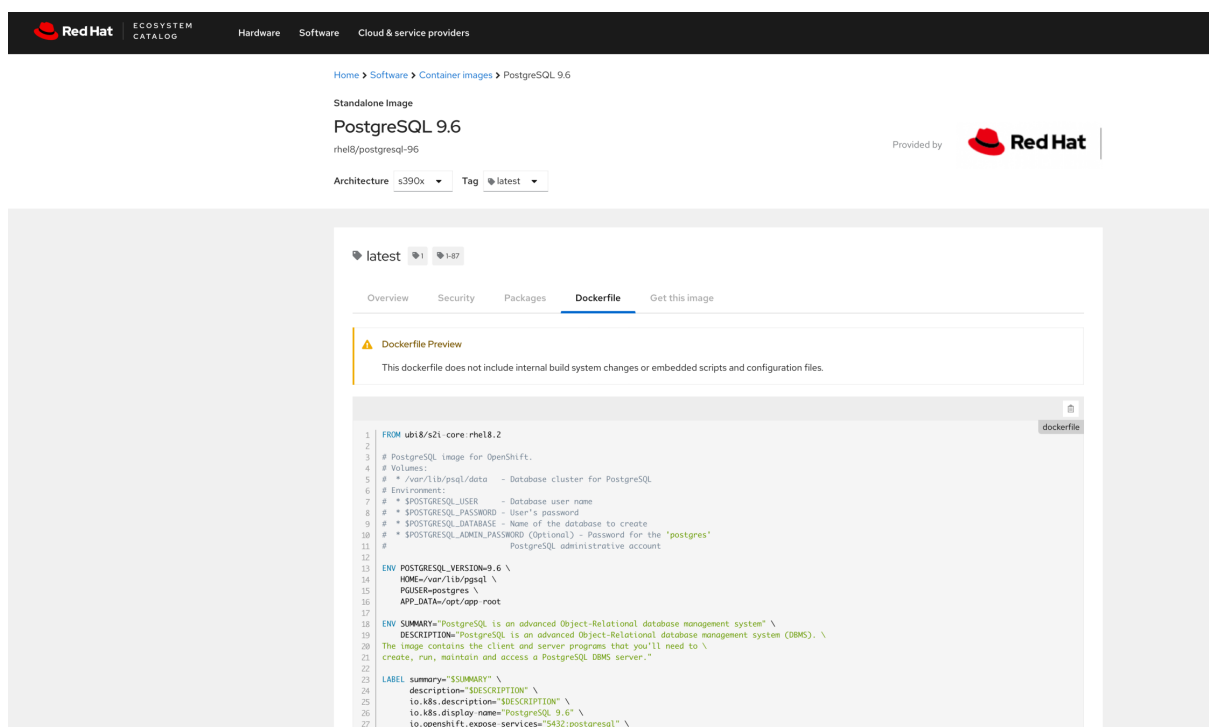 Red Hat
ECOSYSTEM
CATALOG
Hardware Software Cloud & service providers
Home > Software > Container images > PostgreSQL 9.6
Standalone Image
PostgreSQL 9.6
rhel8/postgresql-96
Provided by
Red Hat
Architecture s390x Tag latest
latest 1 1-87
Overview Security Packages Dockerfile Get this image
Dockerfile Preview
This dockerfile does not include internal build system changes or embedded scripts and configuration files.
dockerfile
1 FROM ubi8/s2i-core:rhel8.2
2
3 # PostgreSQL image for OpenShift.
4 # Volumes:
5 #  * /var/lib/psql/data   - Database cluster for PostgreSQL
6 # Environment:
7 #  * $POSTGRESQL_USER     - Database user name
8 #  * $POSTGRESQL_PASSWORD - User's password
9 #  * $POSTGRESQL_DATABASE - Name of the database to create
10 #  * $POSTGRESQL_ADMIN_PASSWORD (Optional) - Password for the 'postgres'
11 #                           PostgreSQL administrative account
12
13 ENV POSTGRESQL_VERSION=9.6 \
14     HOME=/var/lib/pgsql \
15     PGUSER=postgres \
16     APP_DATA=/opt/app-root
17
18 ENV SUMMARY="PostgreSQL is an advanced Object-Relational database management system" \
19     DESCRIPTION="PostgreSQL is an advanced Object-Relational database management system (DBMS). \
20 The image contains the client and server programs that you'll need to \
21 create, run, maintain and access a PostgreSQL DBMS server."
22
23 LABEL summary="$SUMMARY" \
24       description="$DESCRIPTION" \
25       io.k8s.description="$DESCRIPTION" \
26       io.k8s.display-name="PostgreSQL 9.6" \
27       io.openshift.expose-services="5432:postgresql" \